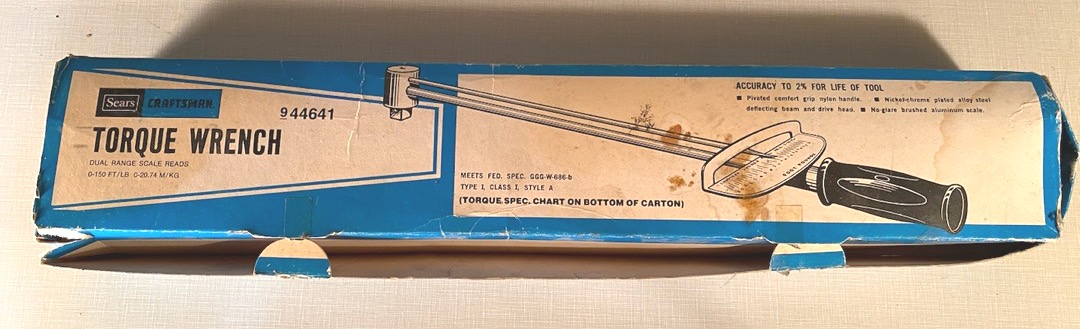 Sears CRAFTSMAN.
944641
TORQUE WRENCH
DUAL RANGE SCALE READS
0-150 FT/LB 0-20.74 M/KG
MEETS FED. SPEC. GGG-W-686-b
TYPE I, CLASS I, STYLE A
(TORQUE SPEC. CHART ON BOTTOM OF CARTON)
ACCURACY TO 2% FOR LIFE OF TOOL
■ Pivoted comfort grip nylon handle. ■ Nickel-chrome plated alloy steel
deflecting beam and drive head. ■ No-glare brushed aluminum scale.
FOOT POUNDS